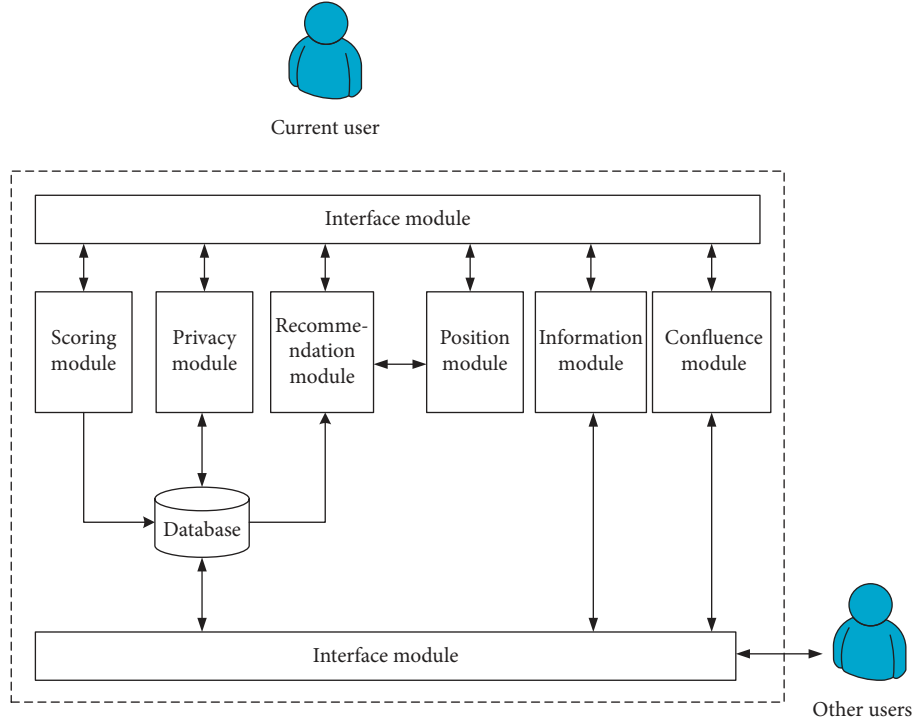 Current user
Interface module
Scoring
module
Privacy
module
Recomme-
ndation
module
Position
module
Information
module
Confluence
module
Database
Interface module
Other users